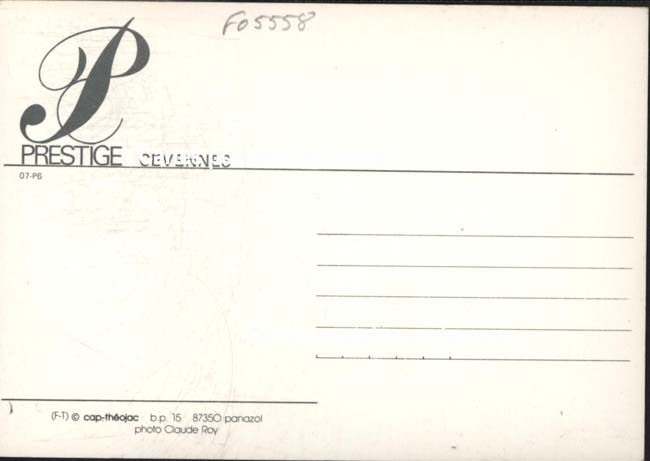 F05558
P
PRESTIGE CEVENNES
07-P6
(F-T) © cap-théojac b.p. 15 87350 panazol
photo Claude Roy